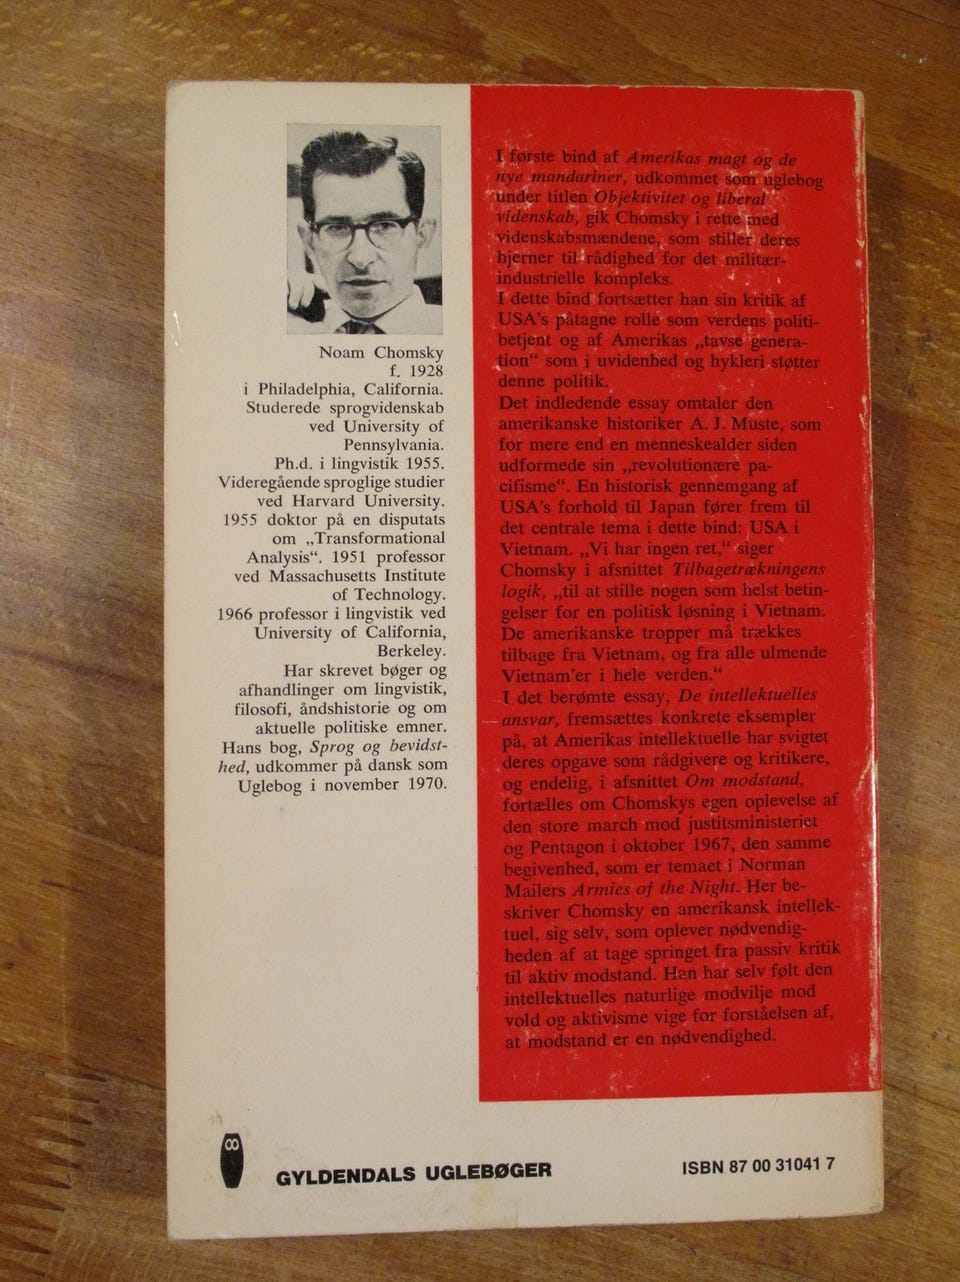 Noam Chomsky
f. 1928
i Philadelphia, California.
Studerede sprogvidenskab
ved University of
Pennsylvania.
Ph.d. i lingvistik 1955.
Videregående sproglige studier
ved Harvard University.
1955 doktor på en disputats
om „Transformational
Analysis“. 1951 professor
ved Massachusetts Institute
of Technology.
1966 professor i lingvistik ved
University of California,
Berkeley.
Har skrevet bøger og
afhandlinger om lingvistik,
filosofi, åndshistorie og om
aktuelle politiske emner.
Hans bog, Sprog og bevidst-
hed, udkommer på dansk som
Uglebog i november 1970.
I første bind af Amerikas magt og de
nye mandariner, udkommet som uglebog
under titlen Objektivitet og liberal
videnskab, gik Chomsky i rette med
videnskabsmændene, som stiller deres
hjerner til rådighed for det militær-
industrielle kompleks.
I dette bind fortsætter han sin kritik af
USA's påtagne rolle som verdens politi-
betjent og af Amerikas „tavse genera-
tion“ som i uvidenhed og hykleri støtter
denne politik.
Det indledende essay omtaler den
amerikanske historiker A. J. Muste, som
for mere end en menneskealder siden
udformede sin „revolutionære pa-
cifisme“. En historisk gennemgang af
USA's forhold til Japan fører frem til
det centrale tema i dette bind: USA i
Vietnam. „Vi har ingen ret,“ siger
Chomsky i afsnittet Tilbagetrækningens
logik, „til at stille nogen som helst betin-
gelser for en politisk løsning i Vietnam.
De amerikanske tropper må trækkes
tilbage fra Vietnam, og fra alle ulmende
Vietnam'er i hele verden.“
I det berømte essay, De intellektuelles
ansvar, fremsættes konkrete eksempler
på, at Amerikas intellektuelle har svigtet
deres opgave som rådgivere og kritikere,
og endelig, i afsnittet Om modstand,
fortælles om Chomskys egen oplevelse af
den store march mod justitsministeriet
og Pentagon i oktober 1967, den samme
begivenhed, som er temaet i Norman
Mailers Armies of the Night. Her be-
skriver Chomsky en amerikansk intellek-
tuel, sig selv, som oplever nødvendig-
heden af at tage springet fra passiv kritik
til aktiv modstand. Han har selv følt den
intellektuelles naturlige modvilje mod
vold og aktivisme vige for forståelsen af,
at modstand er en nødvendighed.
GYLDENDALS UGLEBØGER
ISBN 87 00 31041 7